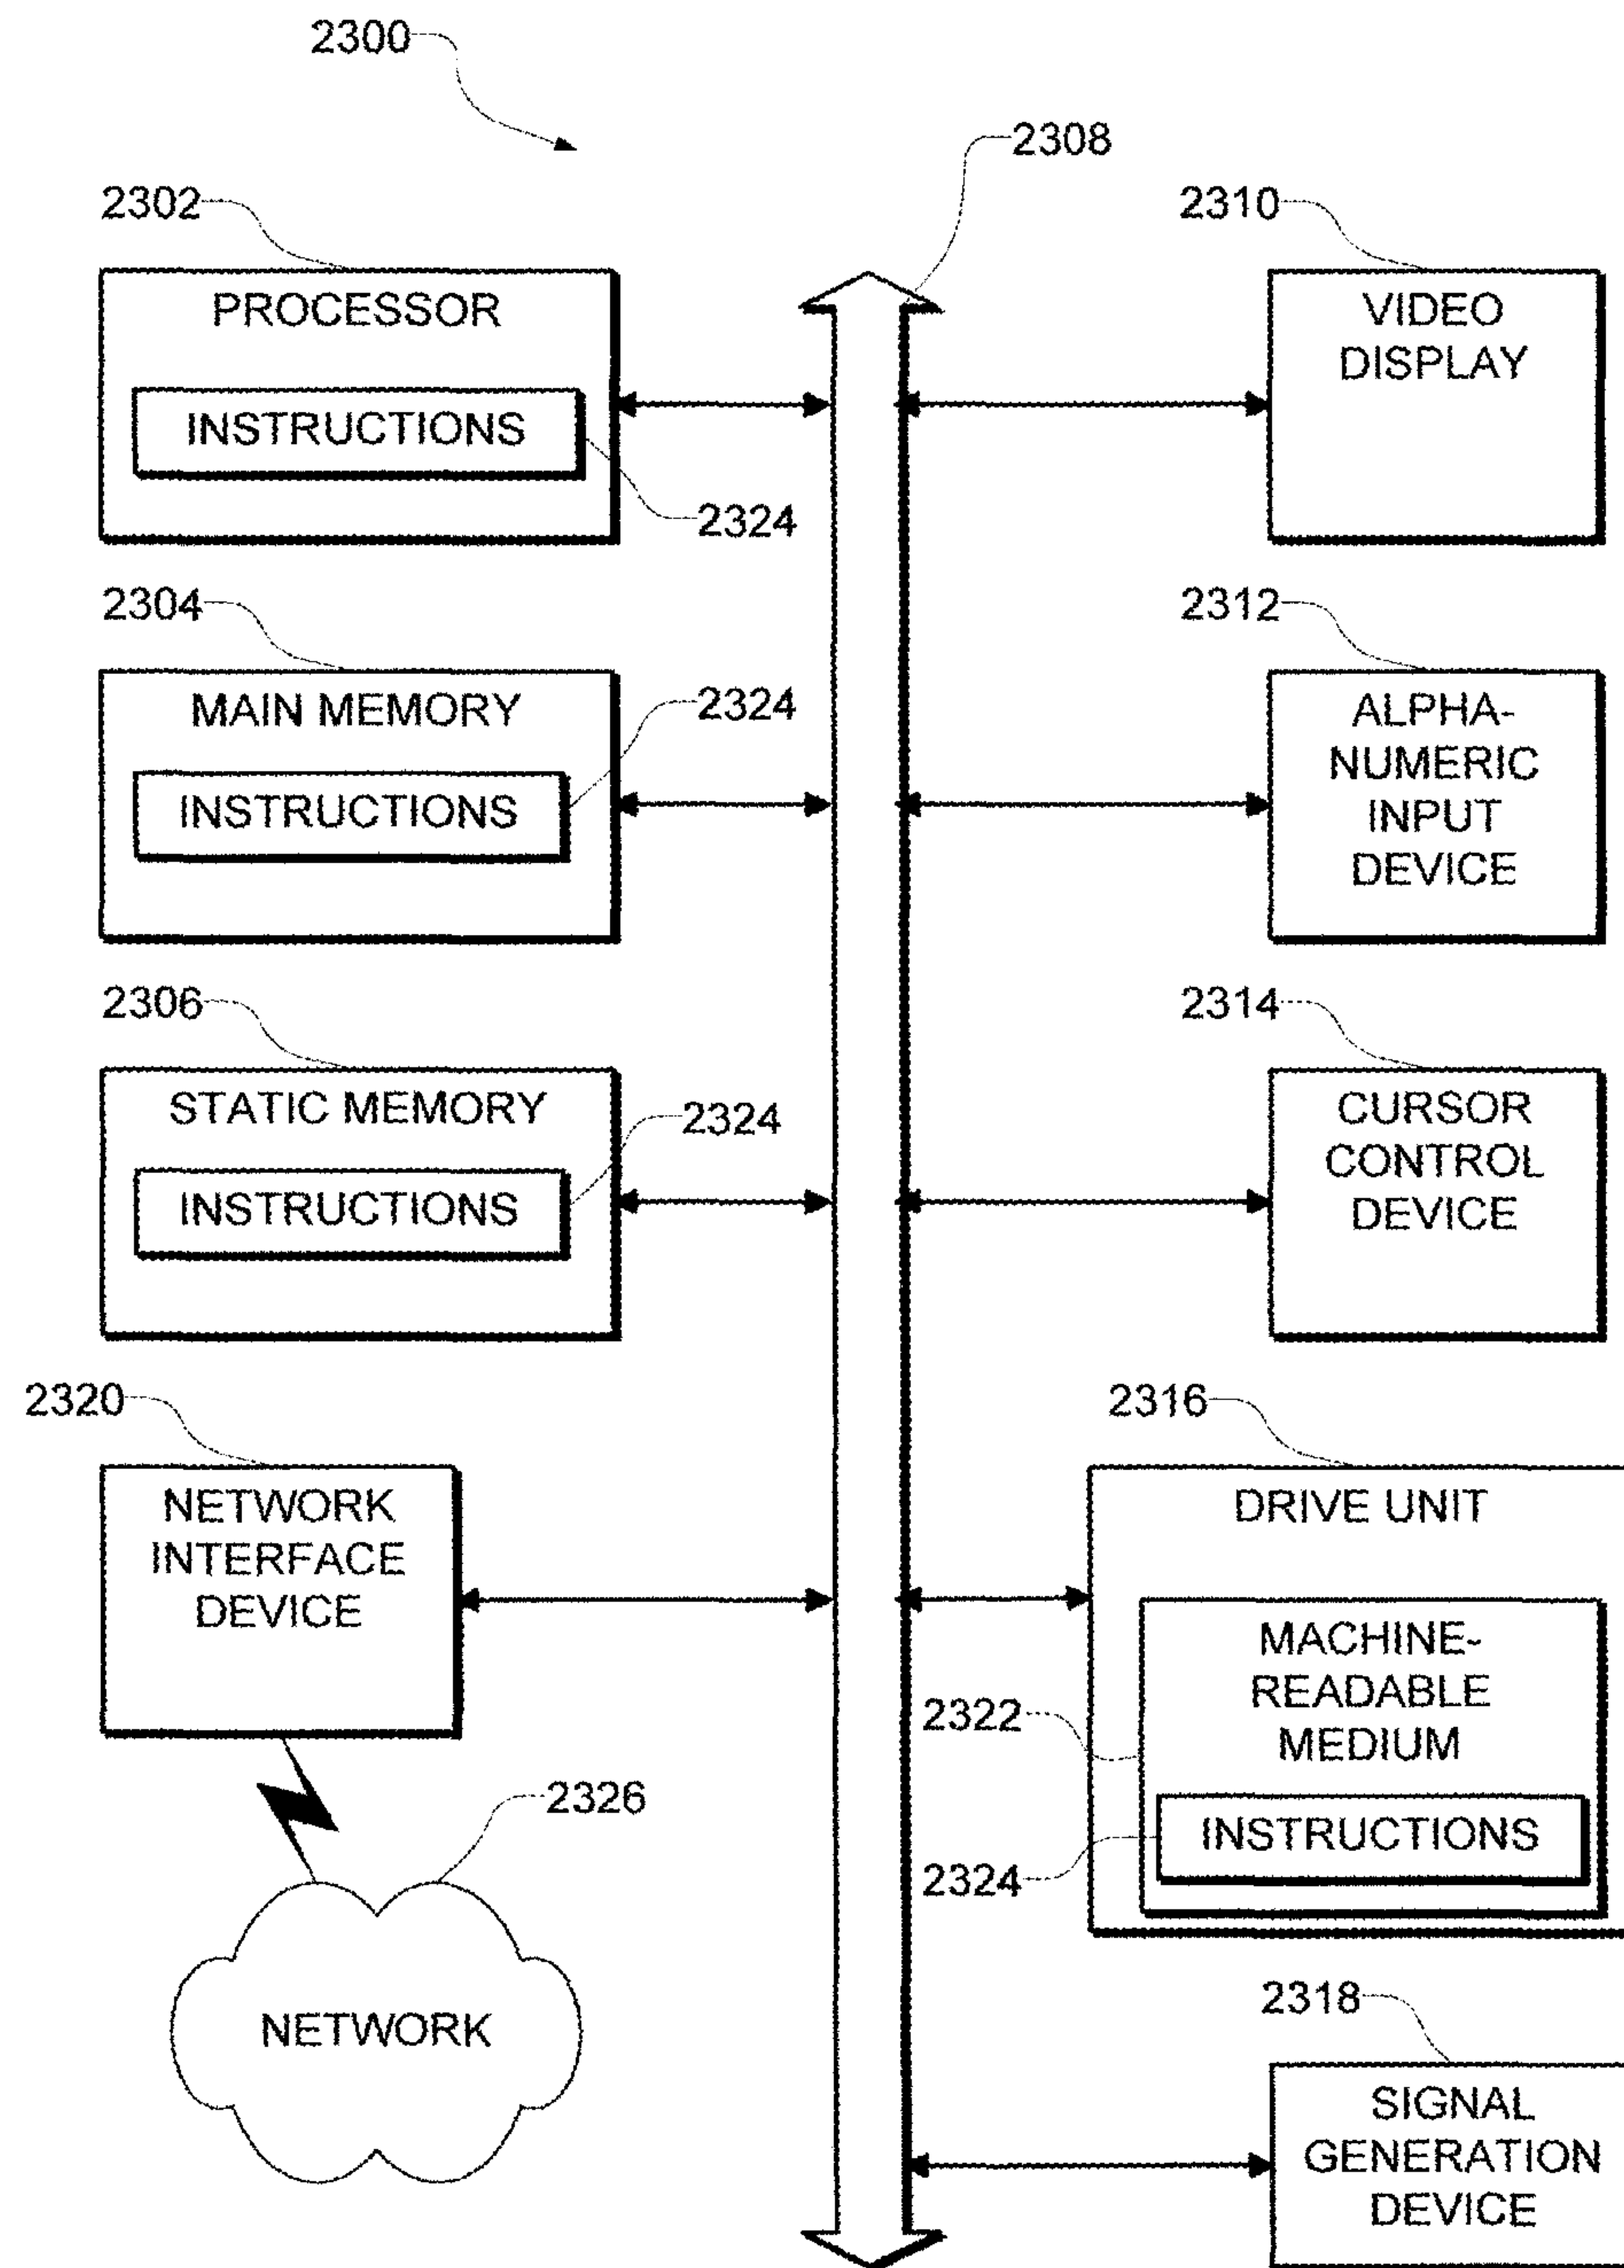 2300
2308
2302
2310
PROCESSOR
INSTRUCTIONS
2324
VIDEO
DISPLAY
2304
2312
MAIN MEMORY
2324
INSTRUCTIONS
ALPHA-
NUMERIC
INPUT
DEVICE
2306
2314
STATIC MEMORY
2324
INSTRUCTIONS
CURSOR
CONTROL
DEVICE
2320
2316
NETWORK
INTERFACE
DEVICE
DRIVE UNIT
MACHINE-
READABLE
MEDIUM
2322
INSTRUCTIONS
2324
2326
NETWORK
2318
SIGNAL
GENERATION
DEVICE